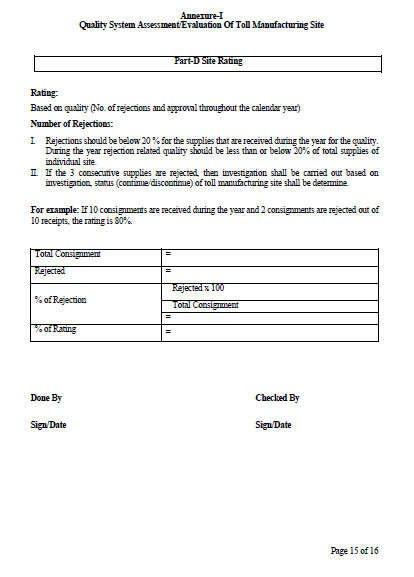 Annexure-I
Quality System Assessment/Evaluation Of Toll Manufacturing Site
Part-D Site Rating
Rating:
Based on quality (No. of rejections and approval throughout the calendar year)
Number of Rejections:
I. Rejections should be below 20 % for the supplies that are received during the year for the quality.
During the year rejection related quality should be less than or below 20% of total supplies of
individual site.
II. If the 3 consecutive supplies are rejected, then investigation shall be carried out based on
investigation, status (continue/discontinue) of toll manufacturing site shall be determine.
For example: If 10 consignments are received during the year and 2 consignments are rejected out of
10 receipts, the rating is 80%.
Total Consignment =
Rejected =
% of Rejection
Rejected x 100
Total Consignment
=
% of Rating =
Done By Checked By
Sign/Date Sign/Date
Page 15 of 16